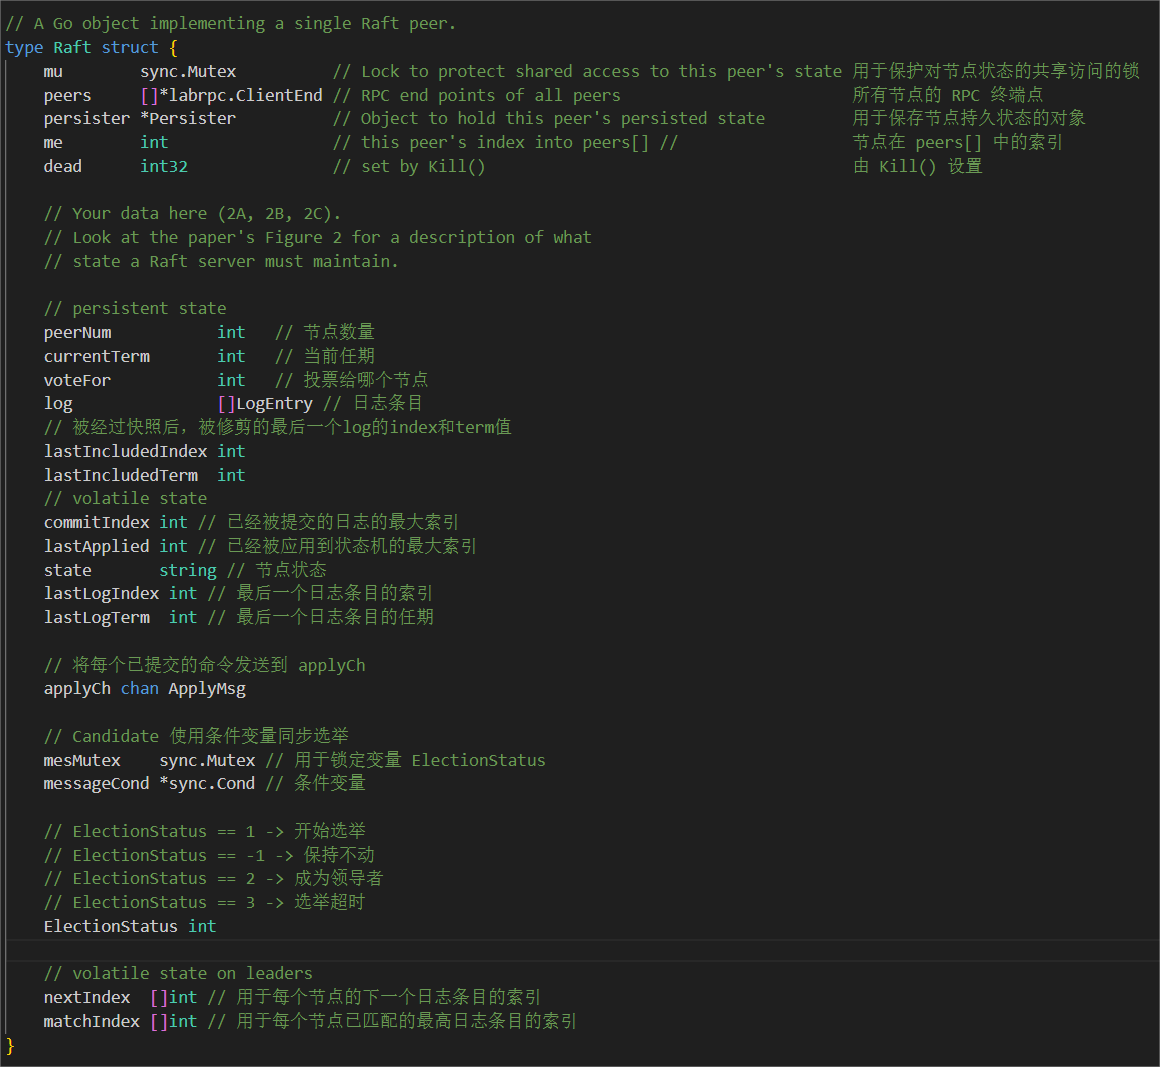 // A Go object implementing a single Raft peer.
type Raft struct {
mu sync.Mutex // Lock to protect shared access to this peer's state 用于保护对节点状态的共享访问的锁
peers []*labrpc.ClientEnd // RPC end points of all peers 所有节点的 RPC 终端点
persister *Persister // Object to hold this peer's persisted state 用于保存节点持久状态的对象
me int // this peer's index into peers[] // 节点在 peers[] 中的索引
dead int32 // set by Kill() 由 Kill() 设置
// Your data here (2A, 2B, 2C).
// Look at the paper's Figure 2 for a description of what
// state a Raft server must maintain.
// persistent state
peerNum int // 节点数量
currentTerm int // 当前任期
voteFor int // 投票给哪个节点
log []LogEntry // 日志条目
// 被经过快照后，被修剪的最后一个log的index和term值
lastIncludedIndex int
lastIncludedTerm int
// volatile state
commitIndex int // 已经被提交的日志的最大索引
lastApplied int // 已经被应用到状态机的最大索引
state string // 节点状态
lastLogIndex int // 最后一个日志条目的索引
lastLogTerm int // 最后一个日志条目的任期
// 将每个已提交的命令发送到 applyCh
applyCh chan ApplyMsg
// Candidate 使用条件变量同步选举
mesMutex sync.Mutex // 用于锁定变量 ElectionStatus
messageCond *sync.Cond // 条件变量
// ElectionStatus == 1 -> 开始选举
// ElectionStatus == -1 -> 保持不动
// ElectionStatus == 2 -> 成为领导者
// ElectionStatus == 3 -> 选举超时
ElectionStatus int
// volatile state on leaders
nextIndex []int // 用于每个节点的下一个日志条目的索引
matchIndex []int // 用于每个节点已匹配的最高日志条目的索引
}